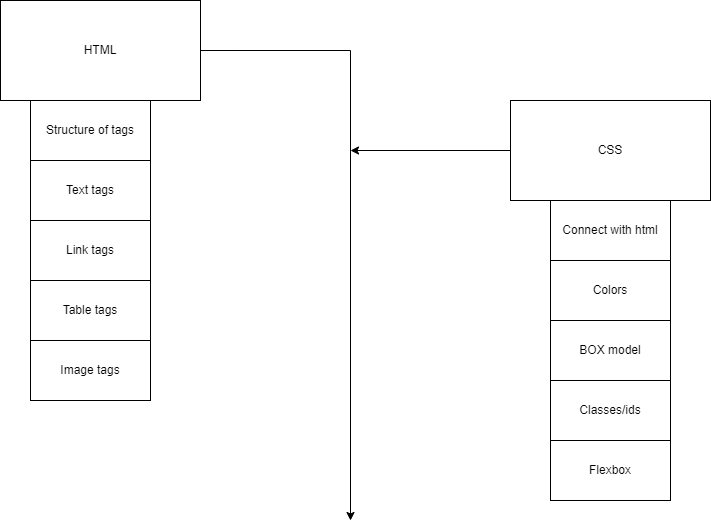 HTML
Structure of tags
Text tags
Link tags
Table tags
Image tags
CSS
Connect with html
Colors
BOX model
Classes/ids
Flexbox